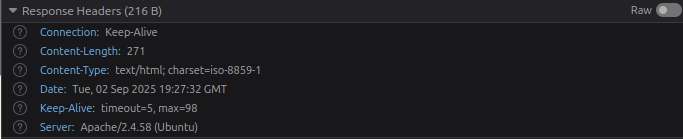 Response Headers (216 B) Raw
Connection: Keep-Alive
Content-Length: 271
Content-Type: text/html; charset=iso-8859-1
Date: Tue, 02 Sep 2025 19:27:32 GMT
Keep-Alive: timeout=5, max=98
Server: Apache/2.4.58 (Ubuntu)